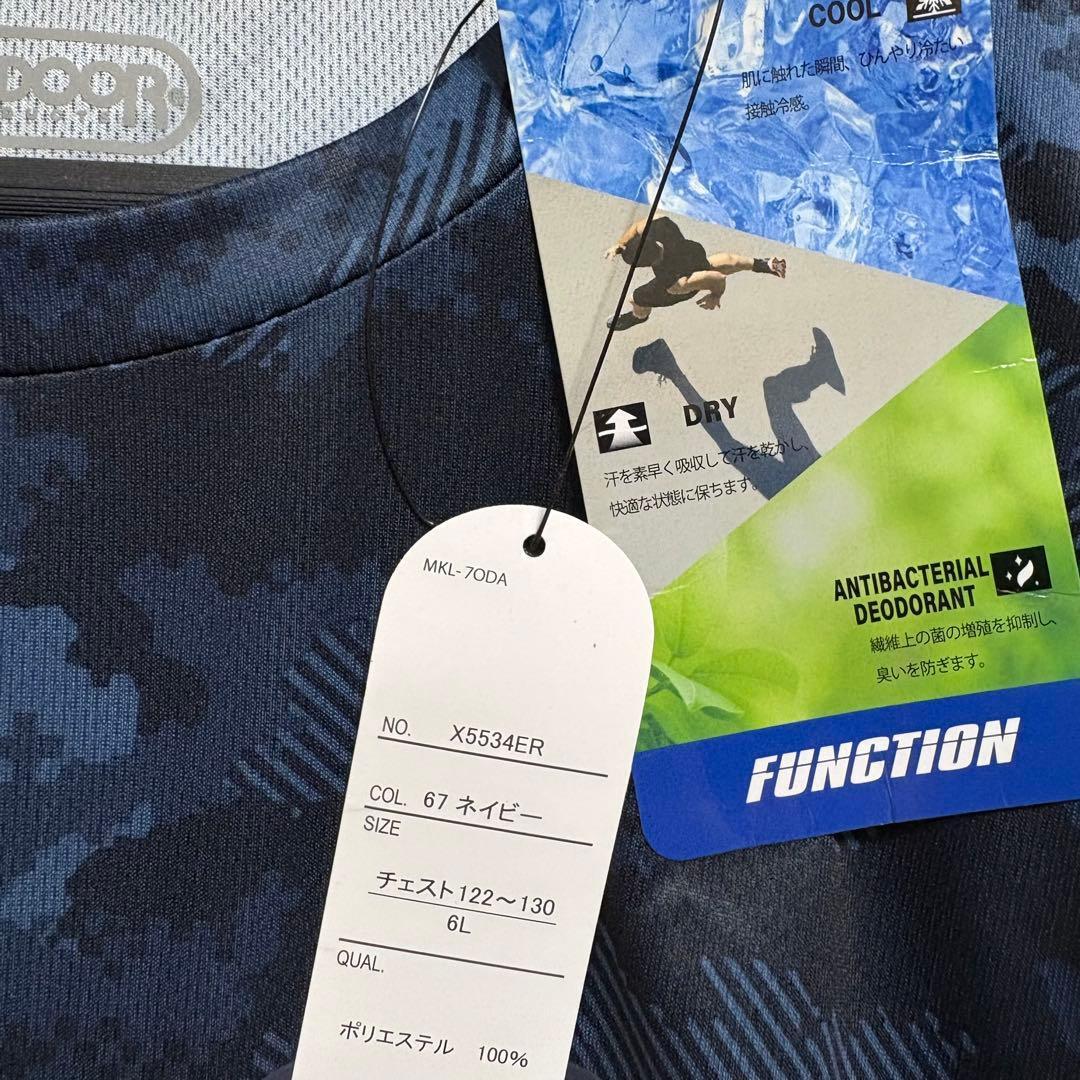 DOOR
COOL
肌に触れた瞬間、ひんやり冷たい
接触冷感。
DRY
汗を素早く吸収して汗を乾かし、
快適な状態に保ちます。
ANTIBACTERIAL
DEODORANT
繊維上の菌の増殖を抑制し、
臭いを防ぎます。
FUNCTION
MKL-7ODA
NO. X5534ER
COL. 67 ネイビー
SIZE
チェスト122～130
6L
QUAL.
ポリエステル 100%